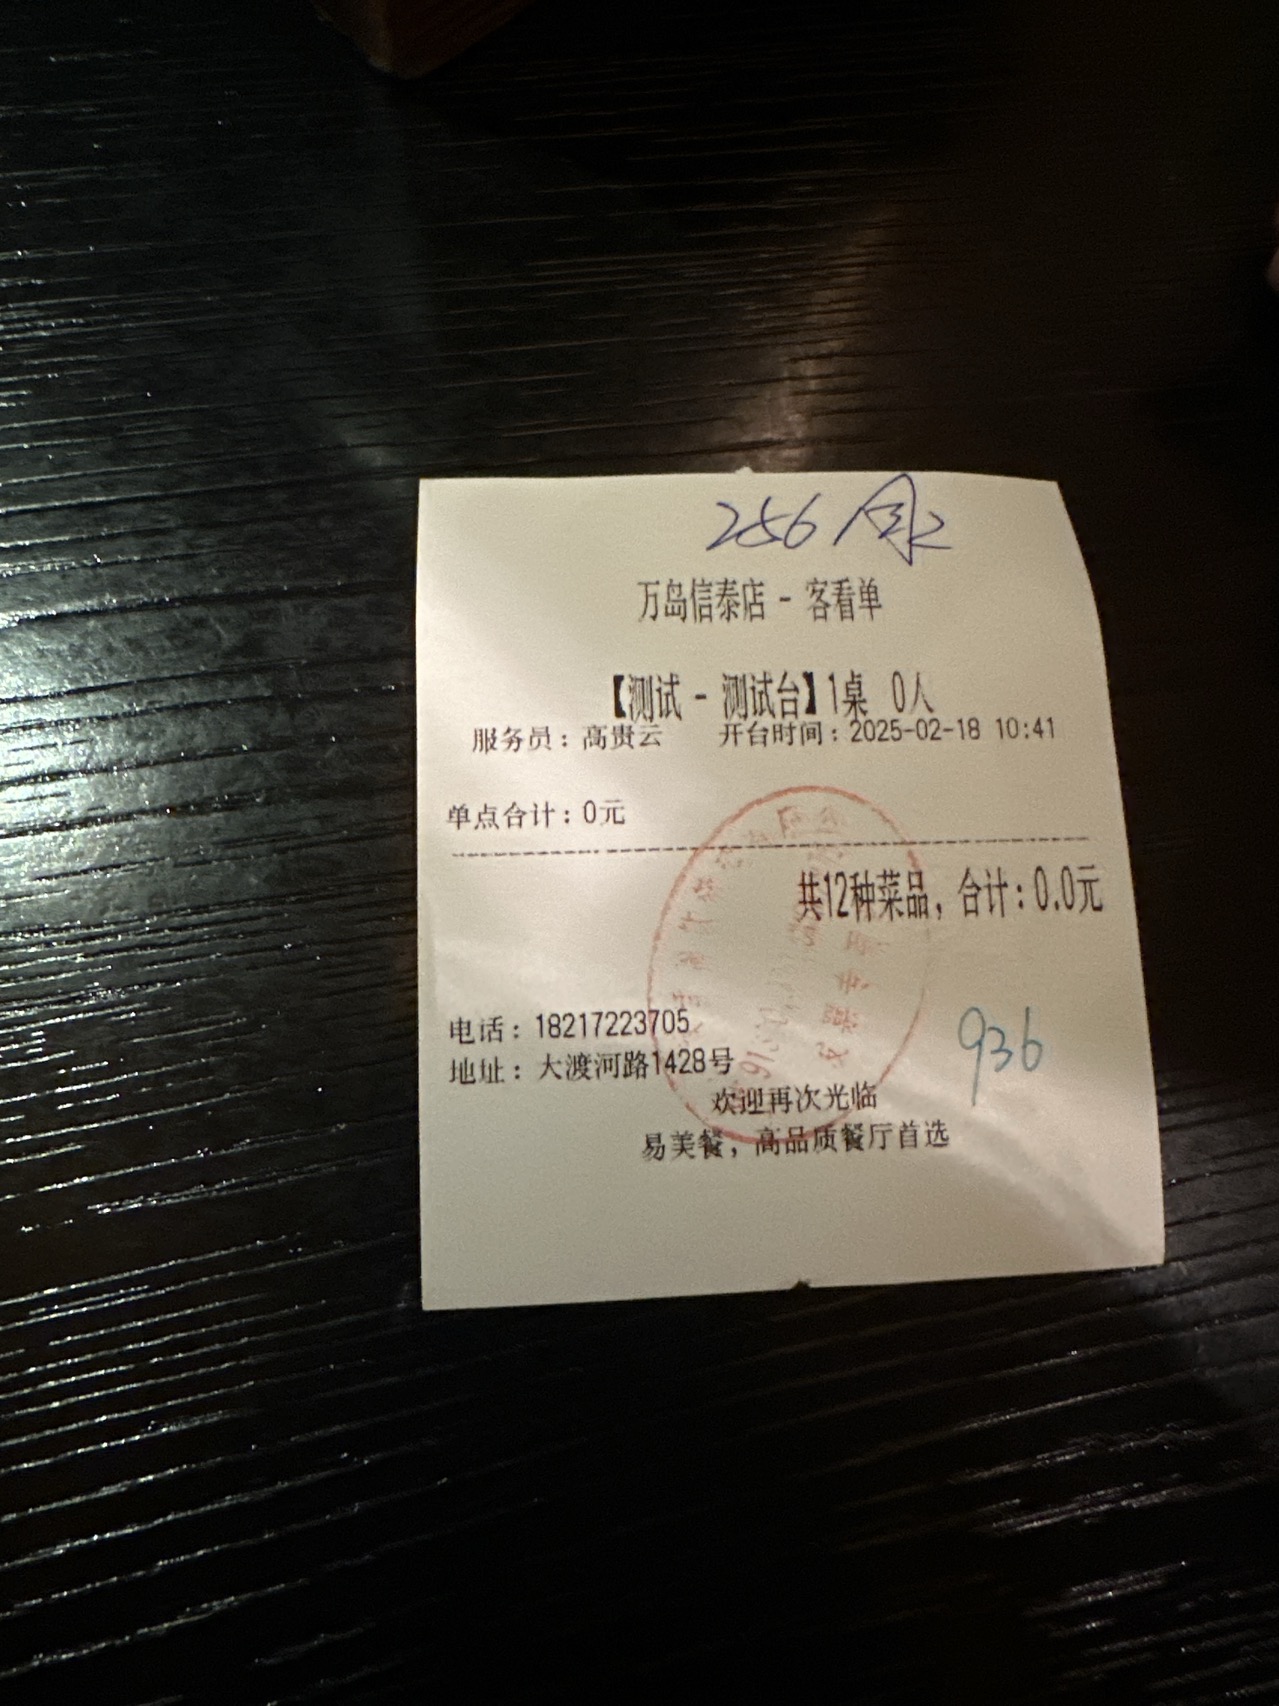 256
万岛信泰店 - 客看单
【测试 - 测试台】1桌 0人
服务员：高贵云 开台时间：2025-02-18 10:41
单点合计：0元
共12种菜品，合计：0.0元
电话：18217223705
936
地址：大渡河路1428号
欢迎再次光临
易美餐，高品质餐厅首选